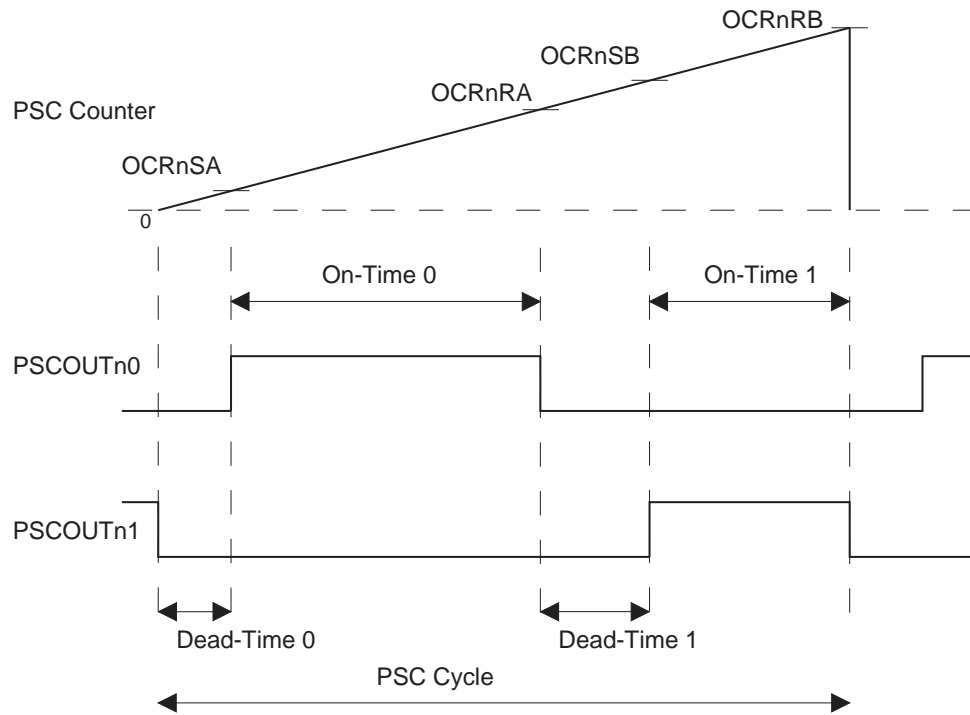 OCRnRB
OCRnSB
OCRnRA
PSC Counter
OCRnSA
0
On-Time 0
On-Time 1
PSCOUTn0
PSCOUTn1
Dead-Time 0
Dead-Time 1
PSC Cycle